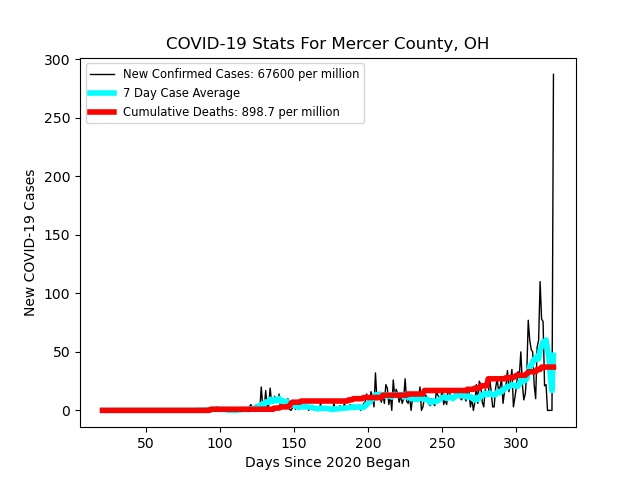 COVID-19 Stats For Mercer County, OH
New Confirmed Cases: 67600 per million
7 Day Case Average
Cumulative Deaths: 898.7 per million
New COVID-19 Cases
300
250
200
150
100
50
0
50 100 150 200 250 300
Days Since 2020 Began